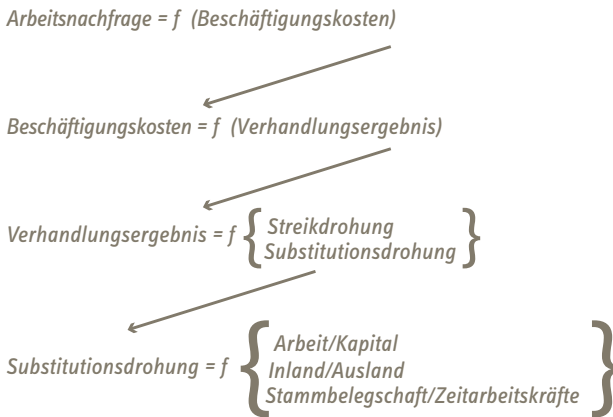 Arbeitsnachfrage = f (Beschäftigungskosten)
Beschäftigungskosten = f (Verhandlungsergebnis)
Verhandlungsergebnis = f { Streikdrohung
Substitutionsdrohung }
Substitutionsdrohung = f { Arbeit/Kapital
Inland/Ausland
Stammbelegschaft/Zeitarbeitskräfte }